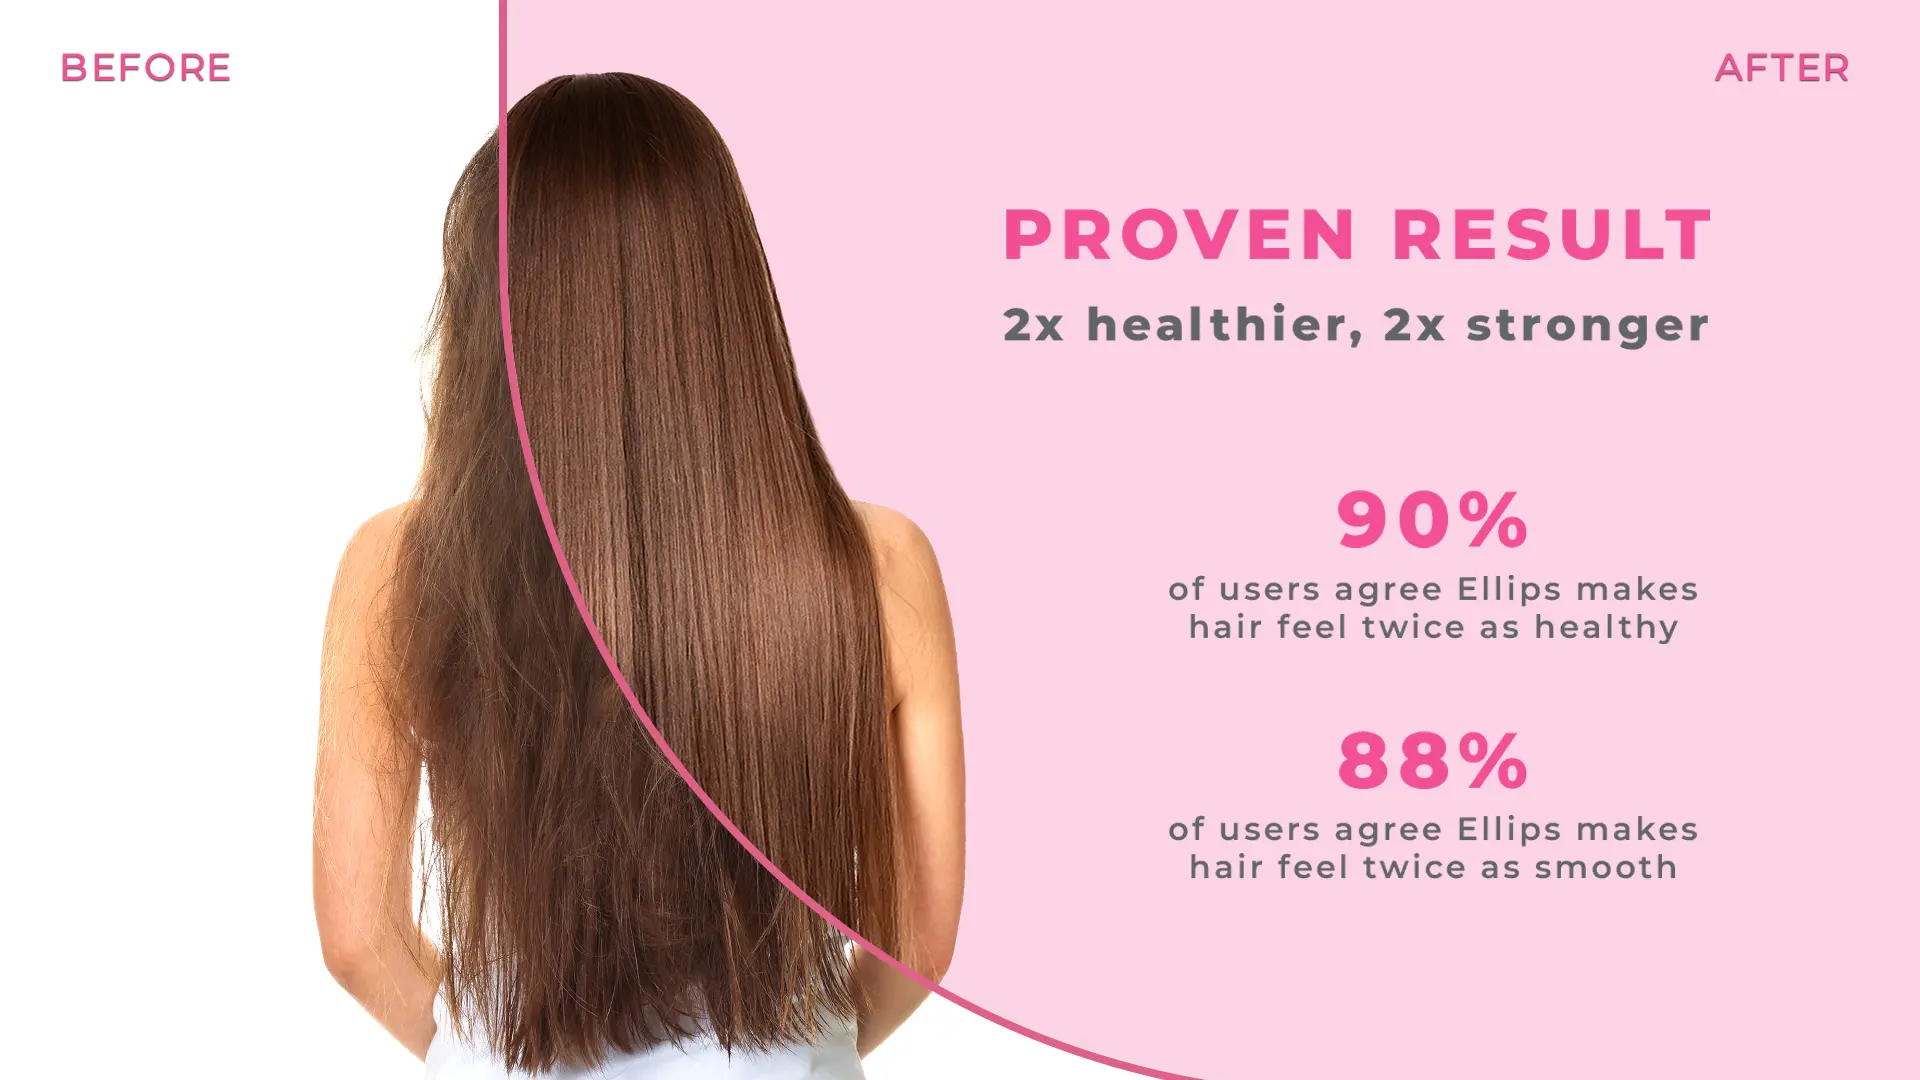 BEFORE
AFTER
PROVEN RESULT
2x healthier, 2x stronger
90%
of users agree Ellips makes
hair feel twice as healthy
88%
of users agree Ellips makes
hair feel twice as smooth